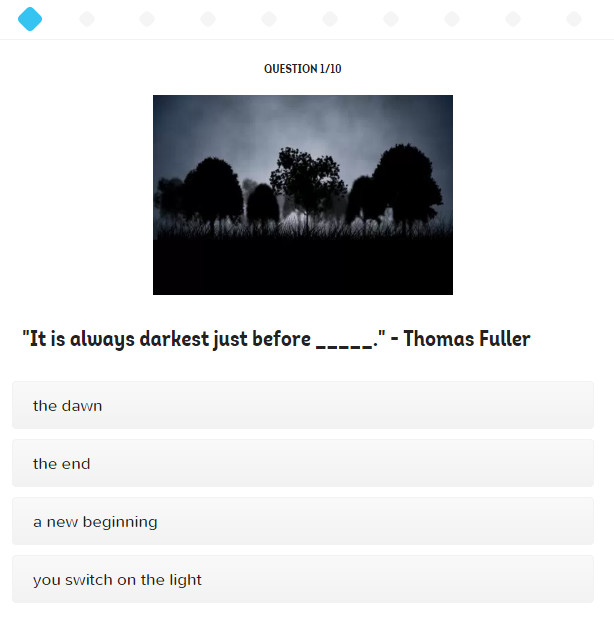 QUESTION 1/10
"It is always darkest just before _____." - Thomas Fuller
the dawn
the end
a new beginning
you switch on the light